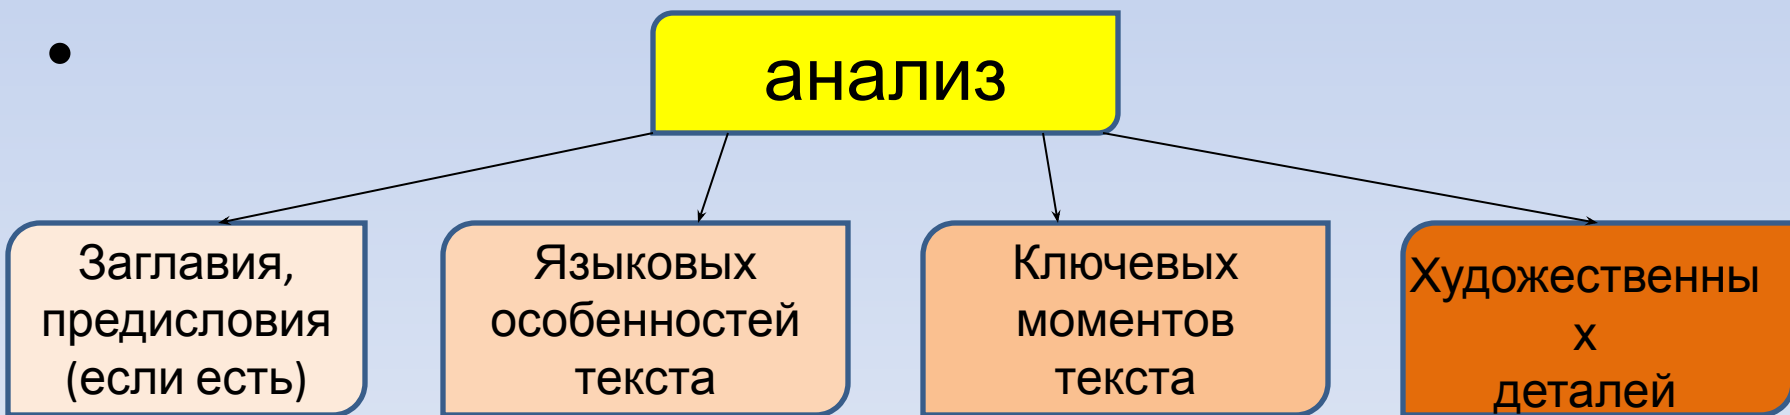 •
анализ
Заглавия,
предисловия
(если есть)
Языковых
особенностей
текста
Ключевых
моментов
текста
Художественны
х
деталей